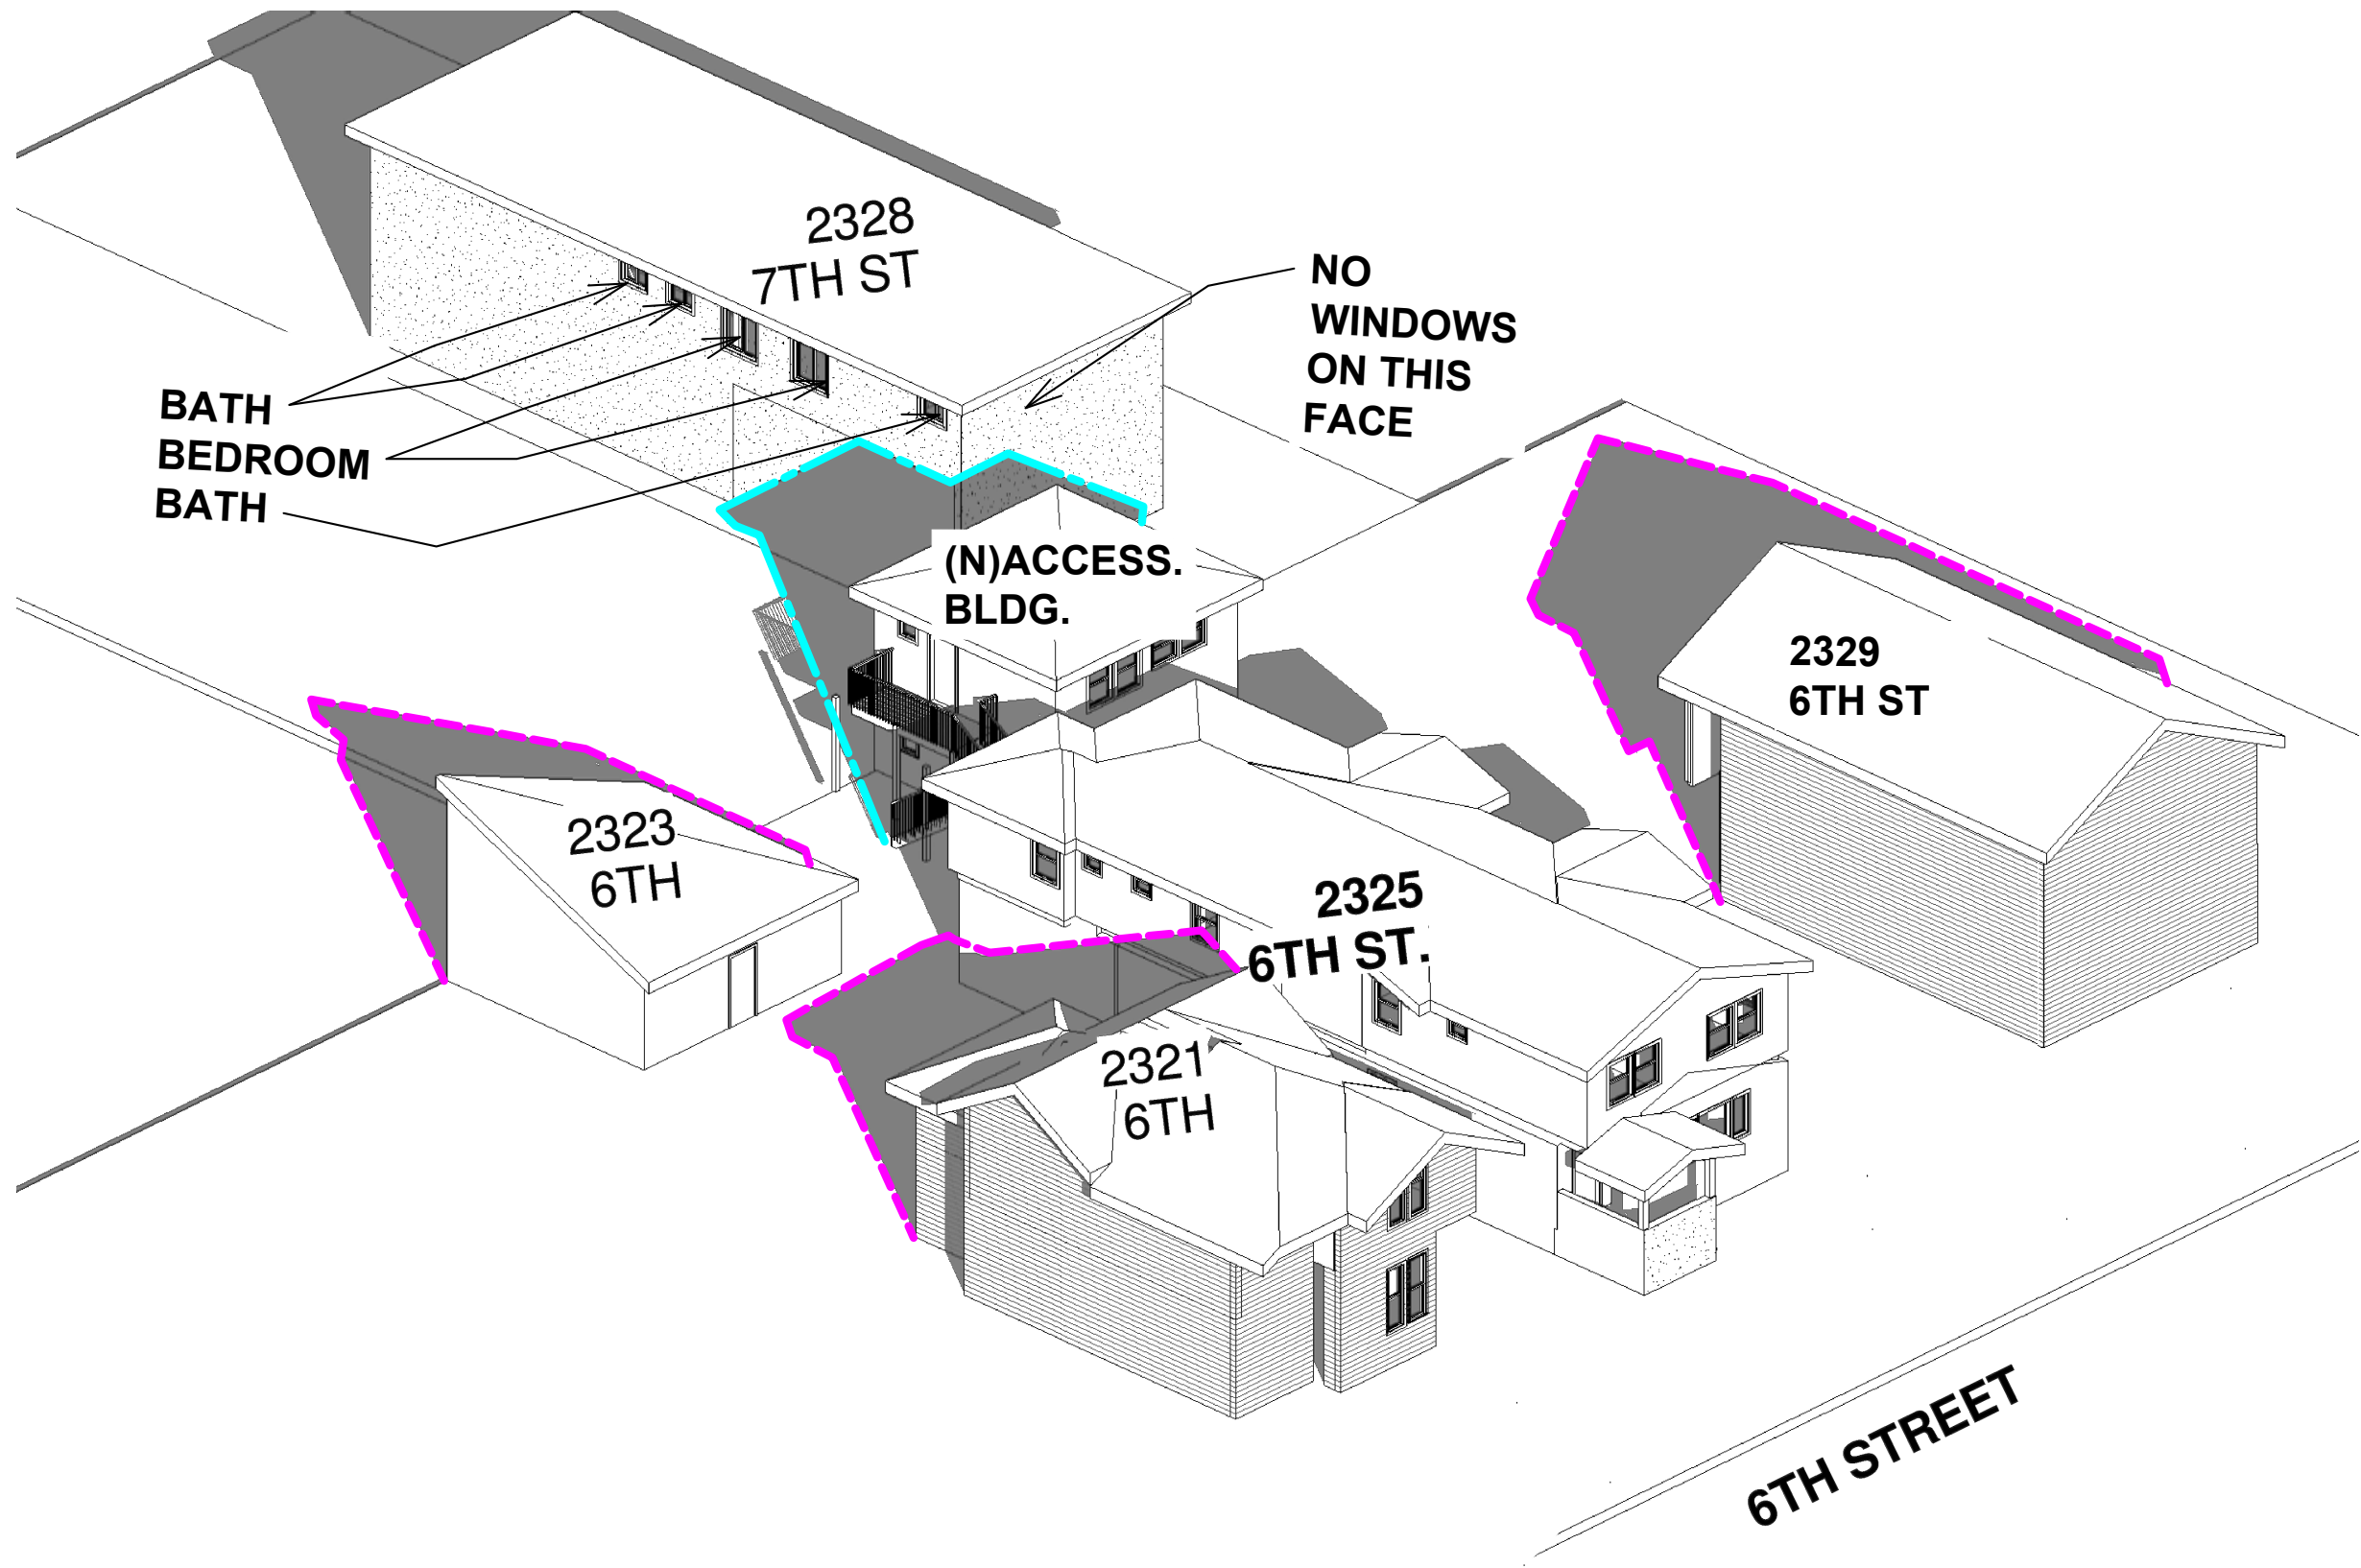 2328
7TH ST
NO
WINDOWS
ON THIS
FACE
BATH
BEDROOM
BATH
(N)ACCESS.
BLDG.
2329
6TH ST
2323
6TH
2325
6TH ST.
2321
6TH
6TH STREET